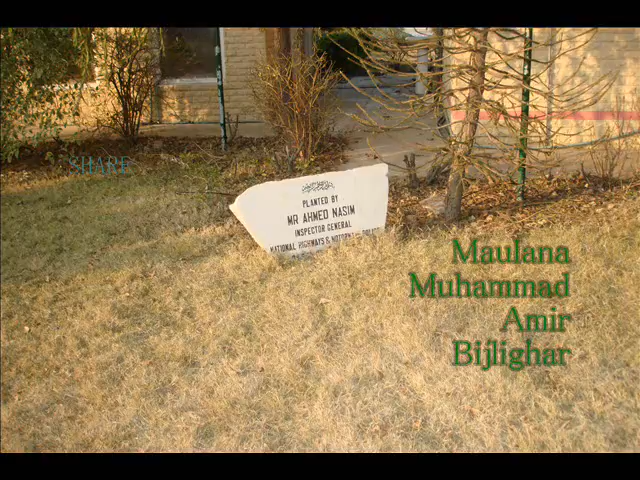 SHARE
PLANTED BY
MR AHMED NASIM
INSPECTOR GENERAL
NATIONAL HIGHWAYS &
Maulana
Muhammad
Amir
Bijlighar